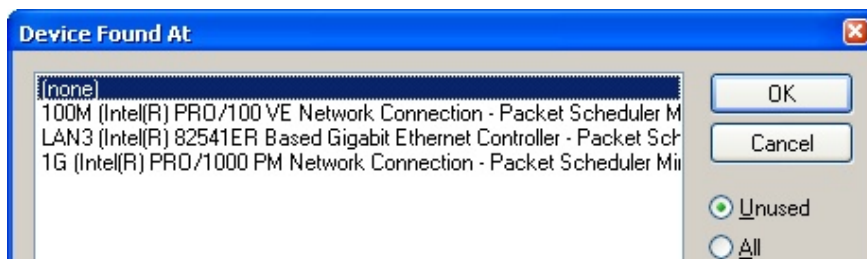 Device Found At
(none)
100M (Intel(R) PRO/100 VE Network Connection - Packet Scheduler M
LAN3 (Intel(R) 82541ER Based Gigabit Ethernet Controller - Packet Sch
1G (Intel(R) PRO/1000 PM Network Connection - Packet Scheduler Mi
OK
Cancel
Unused
All